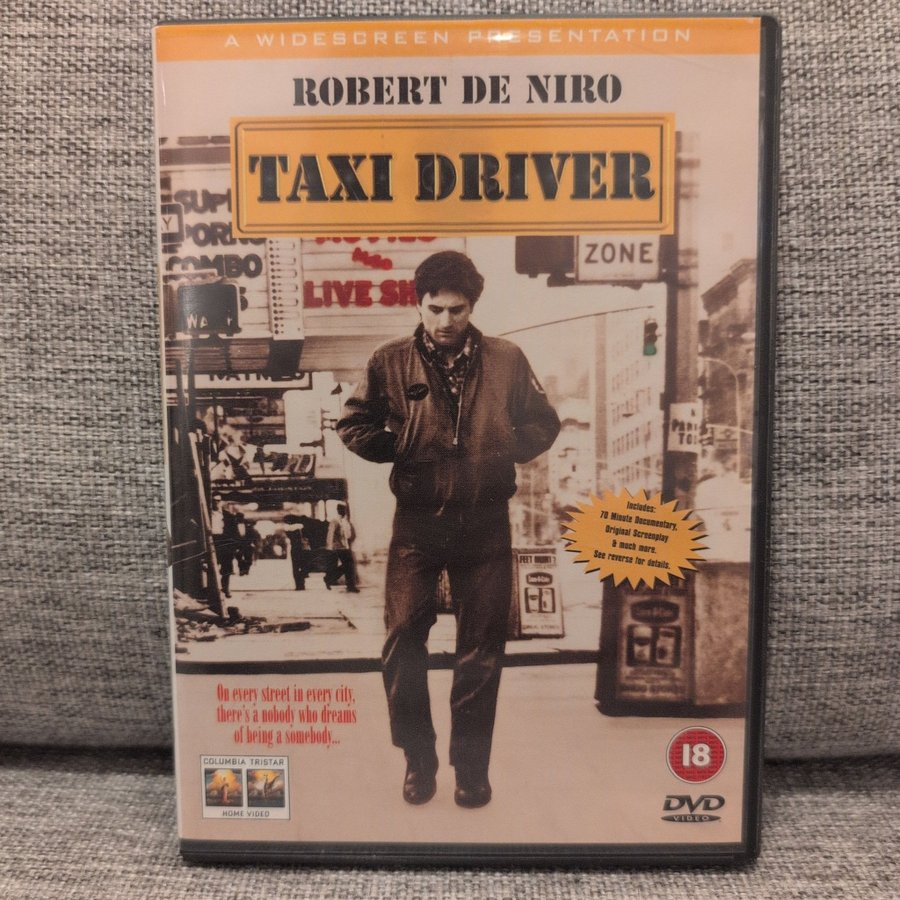 A WIDESCREEN PRESENTATION
ROBERT DE NIRO
TAXI DRIVER
ZONE
COMBO
LIVE
On every street in every city,
there's a nobody who dreams
of being a somebody...
Includes:
70 Minute Documentary,
Original Screenplay
& much more.
See reverse for details.
COLUMBIA TRISTAR
HOME VIDEO
18
DVD
VIDEO